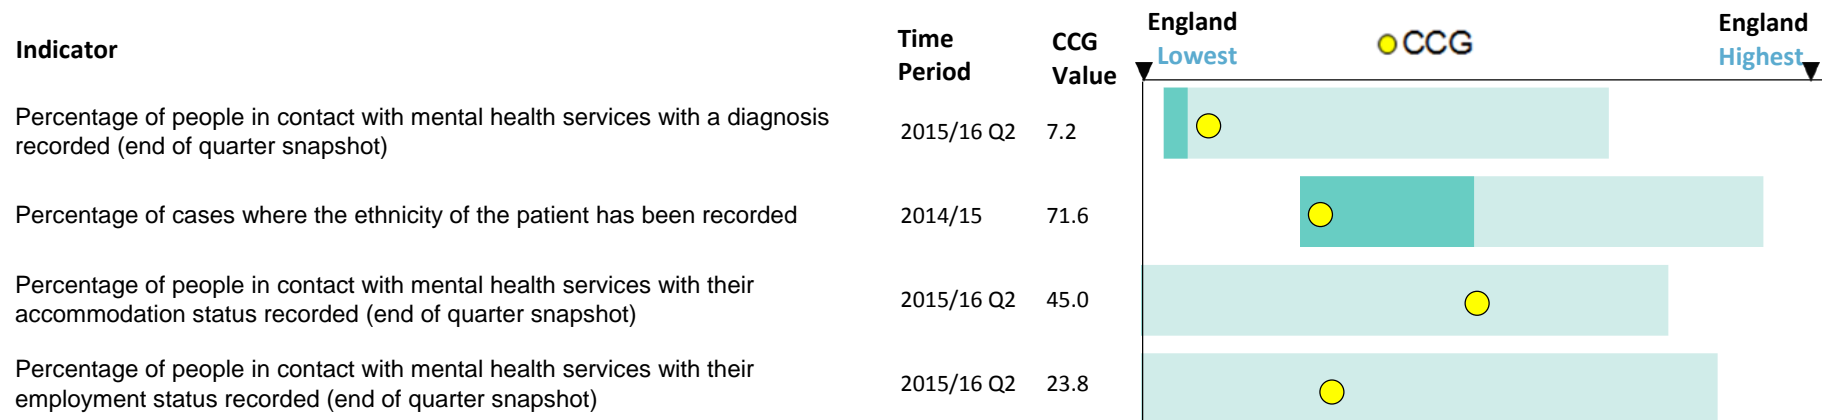 Indicator
Time Period
CCG Value
England Lowest
CCG
England Highest
Percentage of people in contact with mental health services with a diagnosis
recorded (end of quarter snapshot)
2015/16 Q2
7.2
Percentage of cases where the ethnicity of the patient has been recorded
2014/15
71.6
Percentage of people in contact with mental health services with their
accommodation status recorded (end of quarter snapshot)
2015/16 Q2
45.0
Percentage of people in contact with mental health services with their
employment status recorded (end of quarter snapshot)
2015/16 Q2
23.8